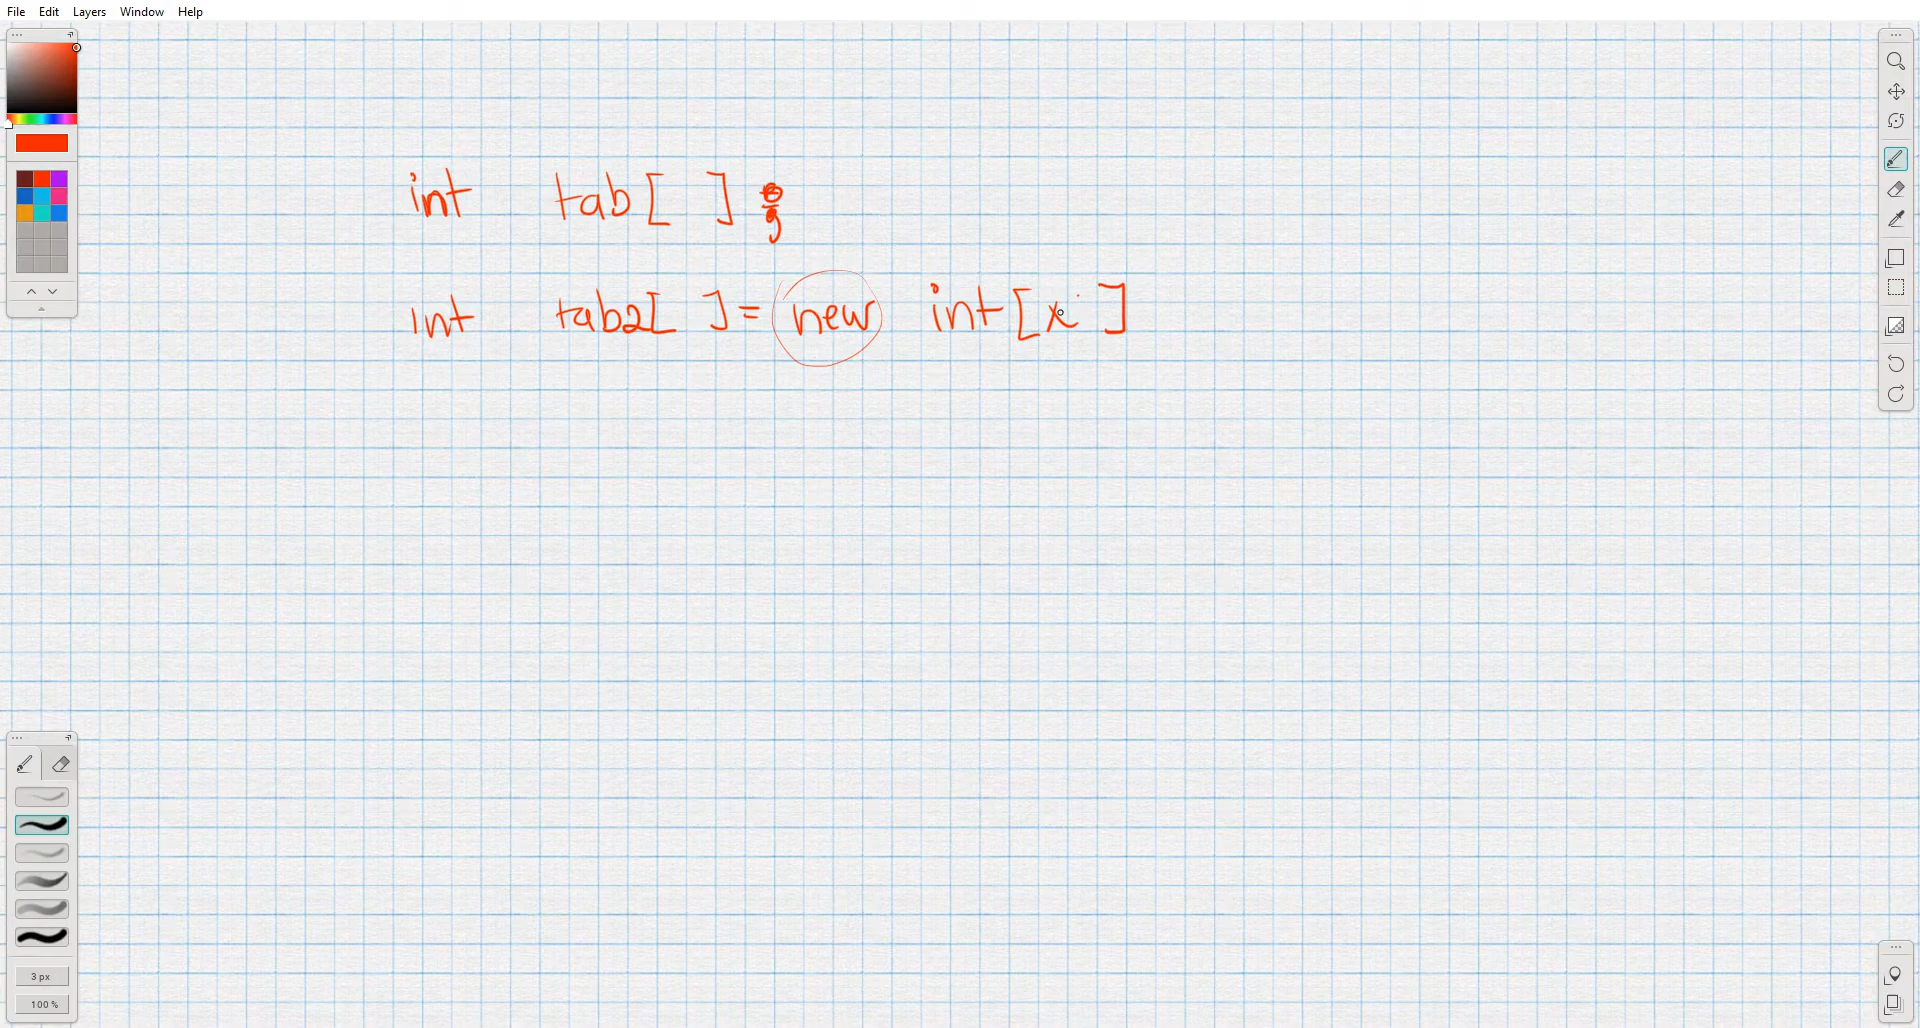 File Edit Layers Window Help
int tab[ ];
int tab2[ ]= new int[x ]
3 px
100 %